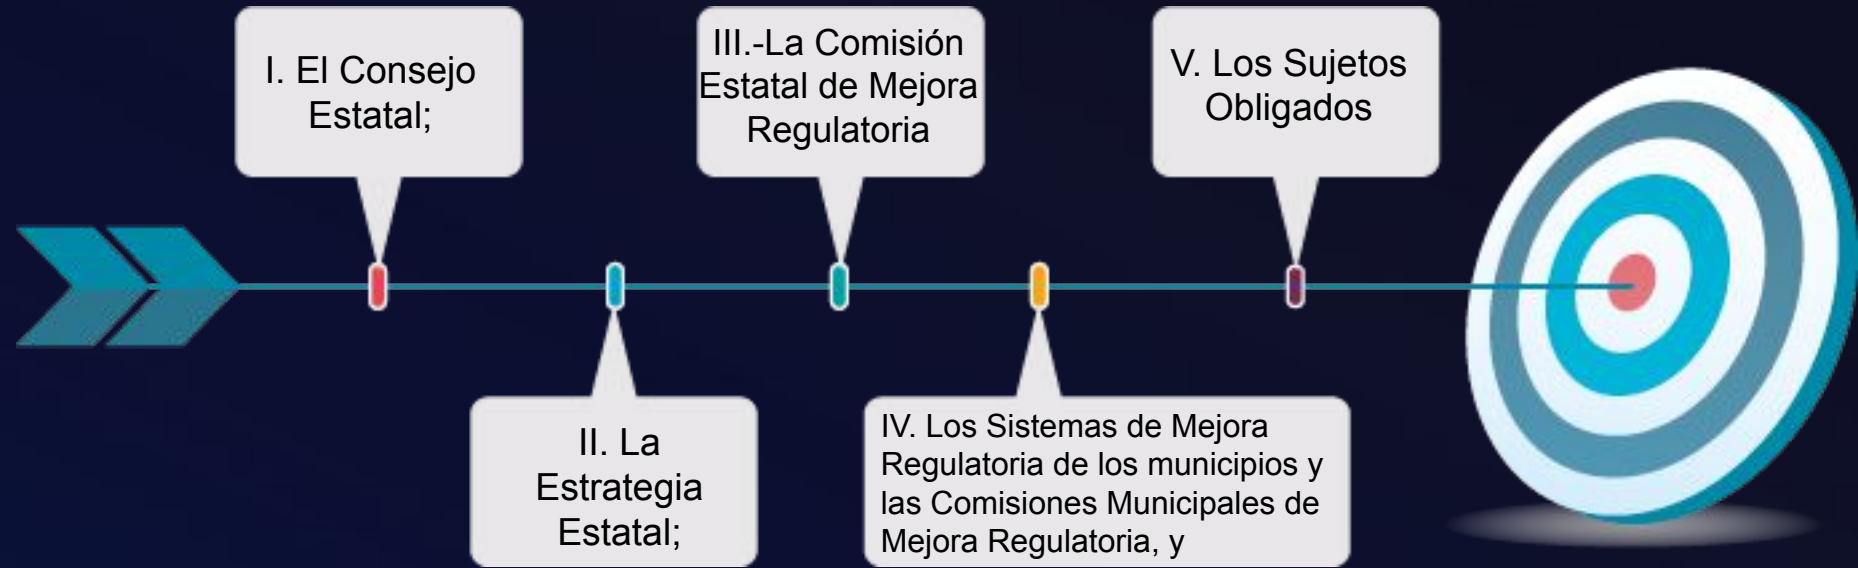 I. El Consejo
Estatal;
II. La
Estrategia
Estatal;
III.-La Comisión
Estatal de Mejora
Regulatoria
IV. Los Sistemas de Mejora
Regulatoria de los municipios y
las Comisiones Municipales de
Mejora Regulatoria, y
V. Los Sujetos
Obligados